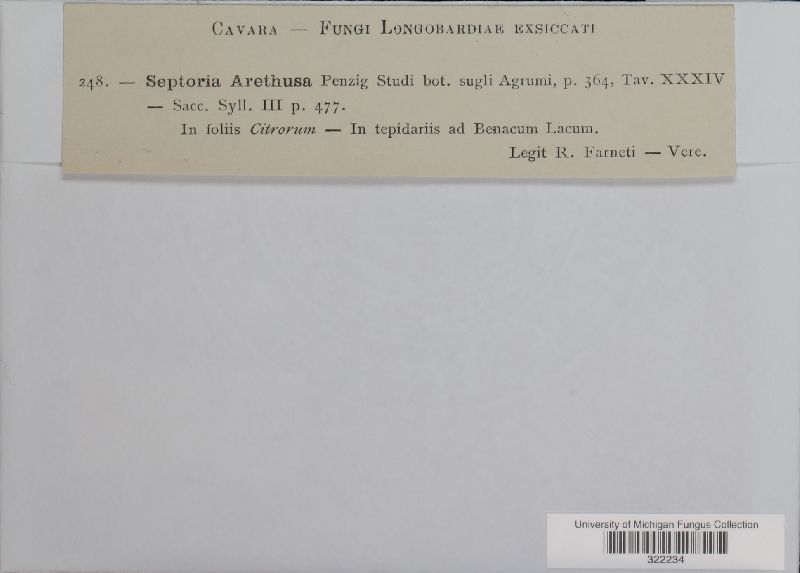 Cavara — Fungi Longobardiae exsiccati
248. — Septoria Arethusa Penzig Studi bot. sugli Agrumi, p. 364, Tav. XXXIV
— Sacc. Syll. III p. 477.
In foliis Citrorum — In tepidariis ad Benacum Lacum.
Legit R. Farneti — Vere.
University of Michigan Fungus Collection
322234